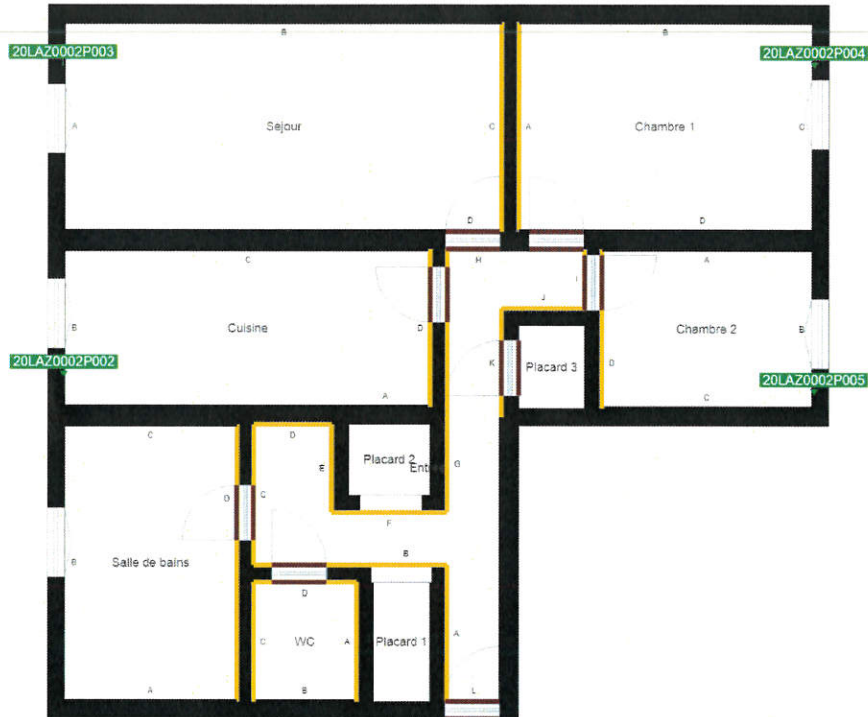 B
B
20LAZ0002P003
20LAZ0002P004
A
Sejour
C
A
Chambre 1
C
D
D
C
H
A
I
J
B
Cuisine
D
Chambre 2
B
20LAZ0002P002
K
Placard 3
D
20LAZ0002P005
A
C
C
D
Placard 2
Entrée
E
G
D
C
F
B
Salle de bains
B
D
C
WC
A
Placard 1
A
A
B
L